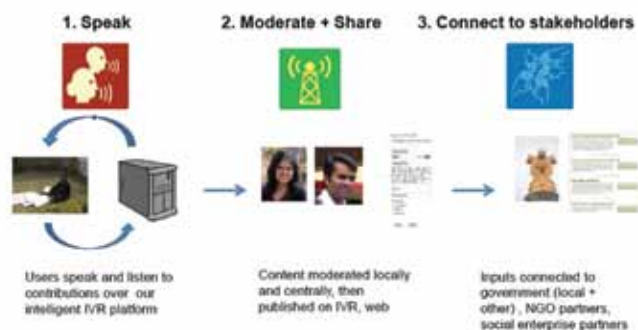 1. Speak
2. Moderate + Share
3. Connect to stakeholders
Users speak and listen to
contributions over our
intelligent IVR platform
Content moderated locally
and centrally, then
published on IVR, web
Inputs connected to
government (local +
other) , NGO partners,
social enterprise partners